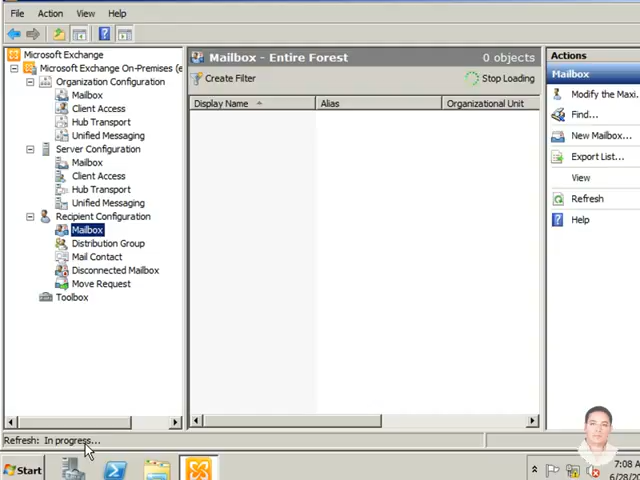 File Action View Help
Microsoft Exchange
Microsoft Exchange On-Premises (e
Organization Configuration
Mailbox
Client Access
Hub Transport
Unified Messaging
Server Configuration
Mailbox
Client Access
Hub Transport
Unified Messaging
Recipient Configuration
Mailbox
Distribution Group
Mail Contact
Disconnected Mailbox
Move Request
Toolbox
Mailbox - Entire Forest 0 objects
Create Filter Stop Loading
Display Name Alias Organizational Unit
Actions
Mailbox
Modify the Maxi...
Find...
New Mailbox...
Export List...
View
Refresh
Help
Refresh: In progress...
Start 7:08 A
6/28/20